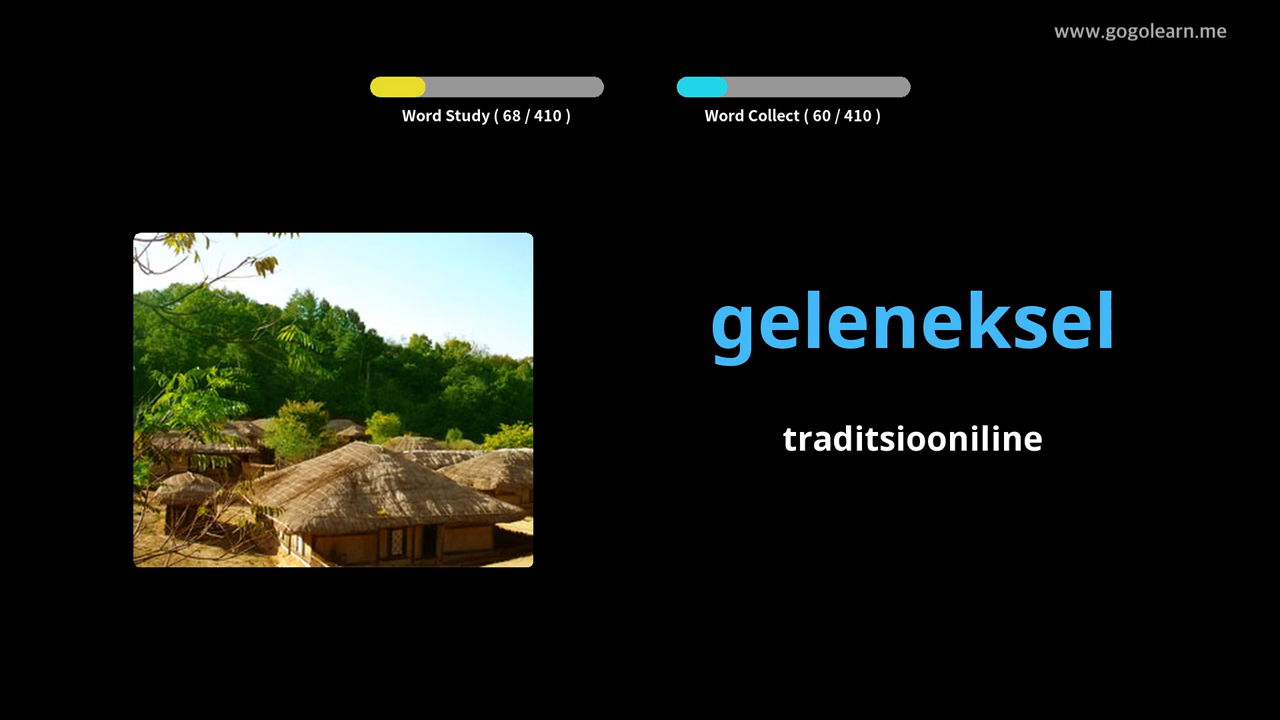 www.gogolearn.me
Word Study ( 68 / 410 )
Word Collect ( 60 / 410 )
geleneksel
traditsiooniline